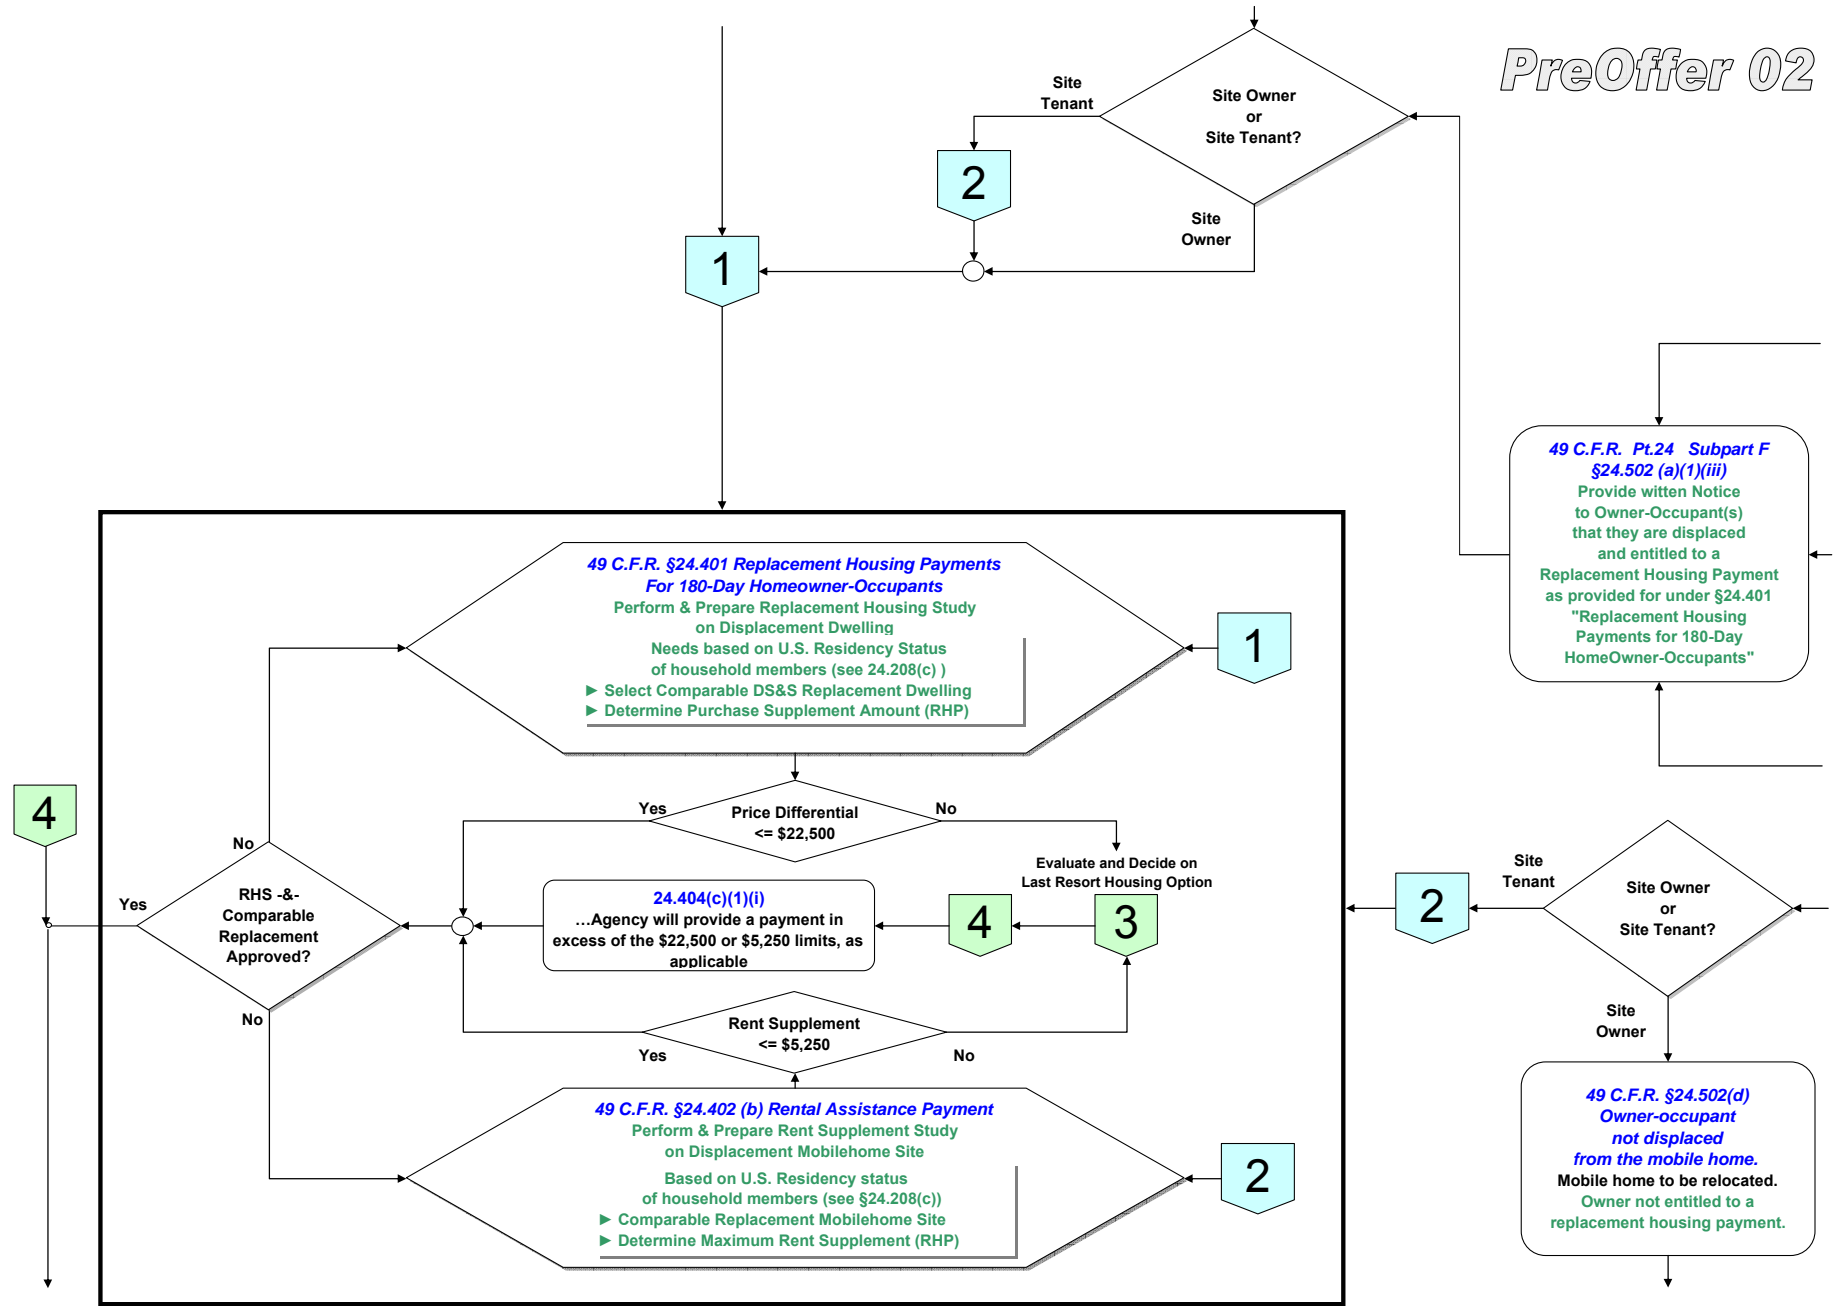 PreOffer 02
Site
Tenant
Site Owner
or
Site Tenant?
2
Site
Owner
1
49 C.F.R. Pt.24 Subpart F
§24.502 (a)(1)(iii)
Provide witten Notice
to Owner-Occupant(s)
that they are displaced
and entitled to a
Replacement Housing Payment
as provided for under §24.401
"Replacement Housing
Payments for 180-Day
HomeOwner-Occupants"
49 C.F.R. §24.401 Replacement Housing Payments
For 180-Day Homeowner-Occupants
Perform & Prepare Replacement Housing Study
on Displacement Dwelling
Needs based on U.S. Residency Status
of household members (see 24.208(c) )
► Select Comparable DS&S Replacement Dwelling
► Determine Purchase Supplement Amount (RHP)
1
4
Yes
Price Differential
<= $22,500
No
No
Evaluate and Decide on
Last Resort Housing Option
Yes
RHS -&-
Comparable
Replacement
Approved?
24.404(c)(1)(i)
…Agency will provide a payment in
excess of the $22,500 or $5,250 limits, as
applicable
4
3
2
Site
Tenant
Site Owner
or
Site Tenant?
No
Rent Supplement
<= $5,250
Yes
No
Site
Owner
49 C.F.R. §24.402 (b) Rental Assistance Payment
Perform & Prepare Rent Supplement Study
on Displacement Mobilehome Site
Based on U.S. Residency status
of household members (see §24.208(c))
► Comparable Replacement Mobilehome Site
► Determine Maximum Rent Supplement (RHP)
2
49 C.F.R. §24.502(d)
Owner-occupant
not displaced
from the mobile home.
Mobile home to be relocated.
Owner not entitled to a
replacement housing payment.